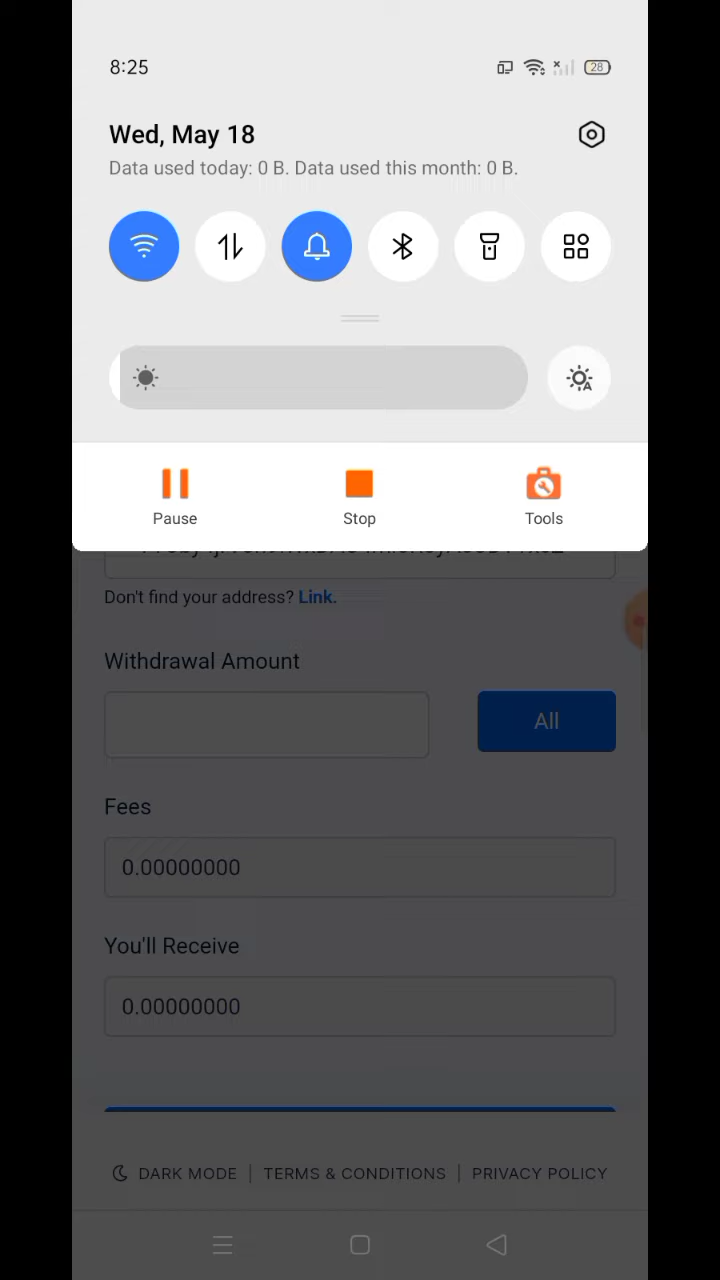 8:25
28
Wed, May 18
Data used today: 0 B. Data used this month: 0 B.
A
Pause
Stop
Tools
Don't find your address? Link.
Withdrawal Amount
All
Fees
0.00000000
You'll Receive
0.00000000
DARK MODE | TERMS & CONDITIONS | PRIVACY POLICY